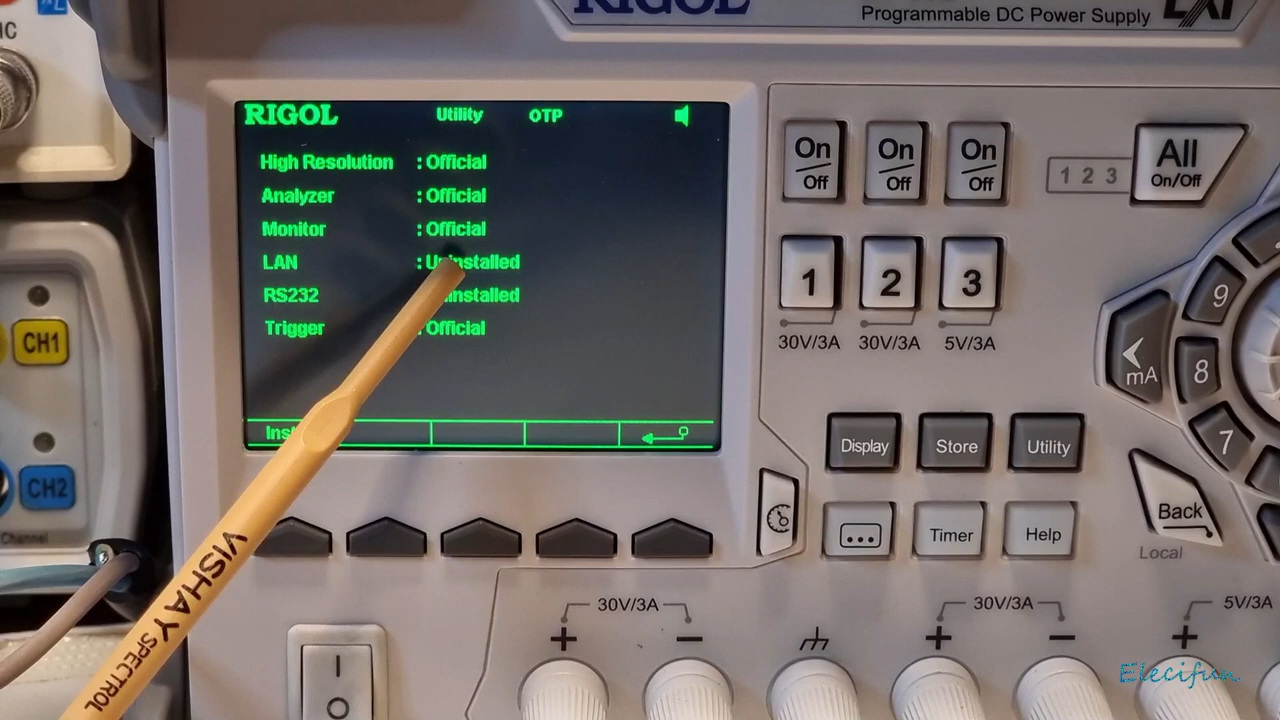 RIGOL
Programmable DC Power Supply
LXI
RIGOL Utility OTP
High Resolution : Official
Analyzer : Official
Monitor : Official
LAN : Uninstalled
RS232 installed
Trigger : Official
Inst
On
Off
On
Off
On
Off
1 2 3
All
On/Off
1
2
3
30V/3A
30V/3A
5V/3A
mA
9
8
7
Display
Store
Utility
Back
Local
Timer
Help
CH1
CH2
Channel
VISHAY SPECTROL
30V/3A
30V/3A
5V/3A
+
−
+
−
+
I
O
Elecifun